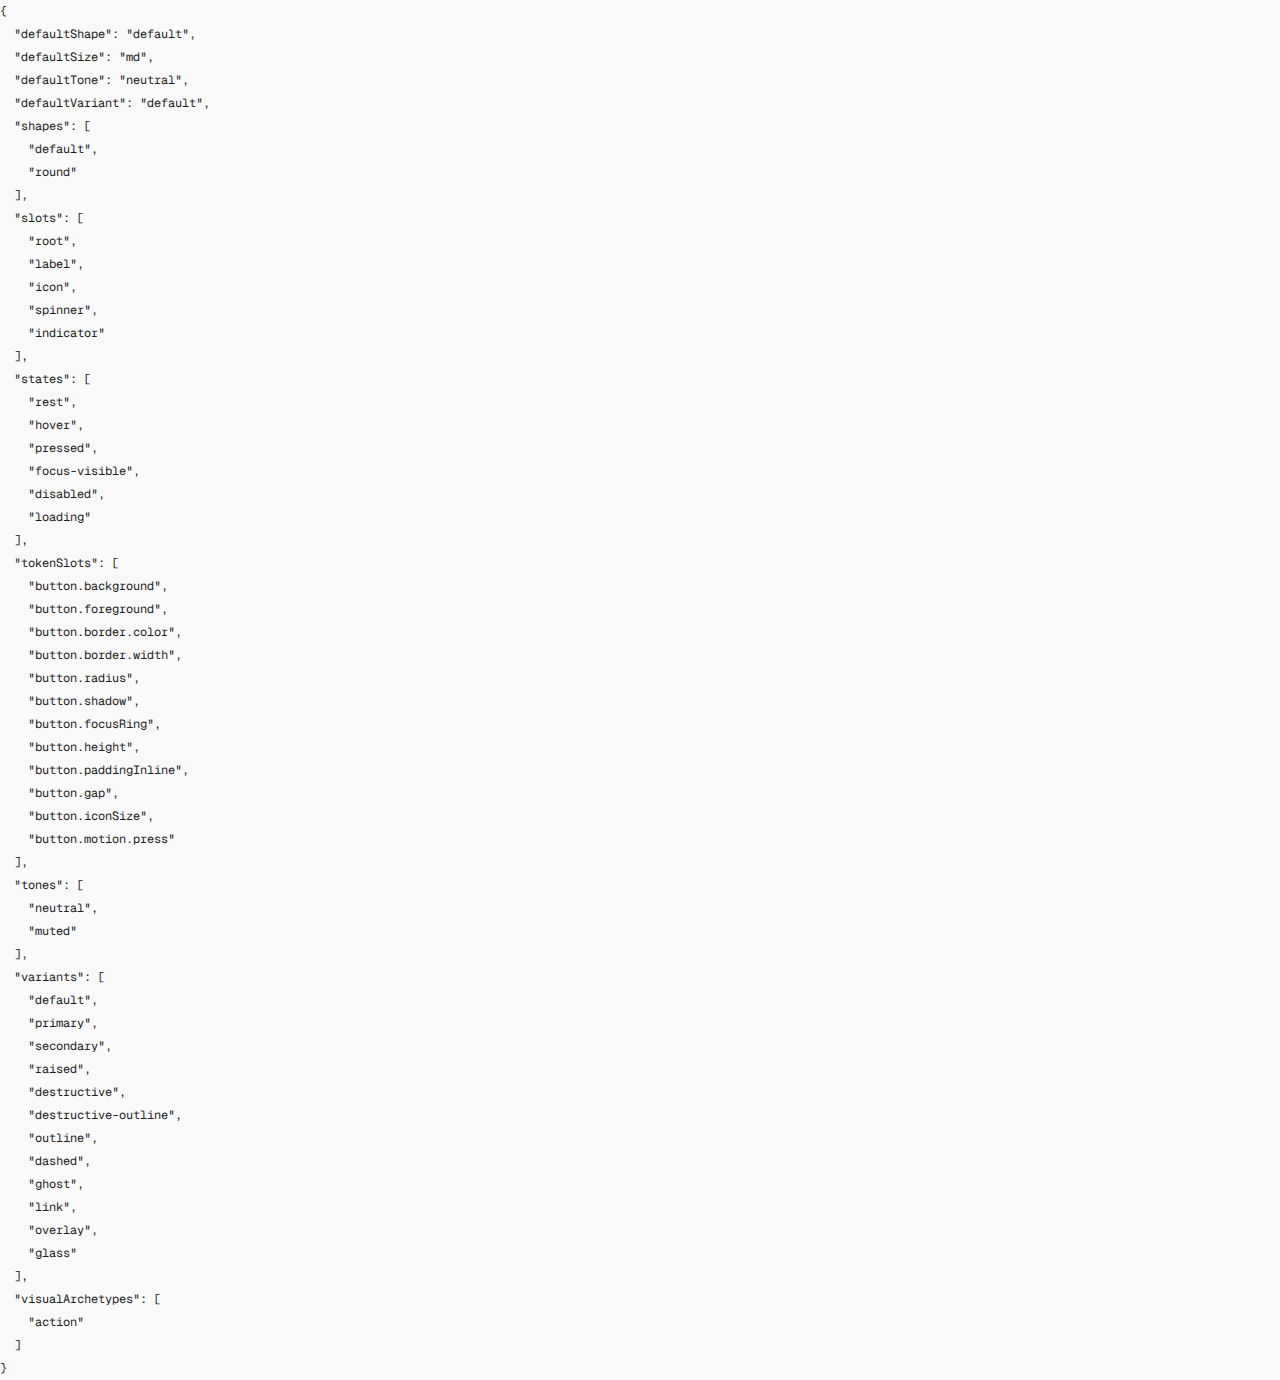 {
  "defaultShape": "default",
  "defaultSize": "md",
  "defaultTone": "neutral",
  "defaultVariant": "default",
  "shapes": [
    "default",
    "round"
  ],
  "slots": [
    "root",
    "label",
    "icon",
    "spinner",
    "indicator"
  ],
  "states": [
    "rest",
    "hover",
    "pressed",
    "focus-visible",
    "disabled",
    "loading"
  ],
  "tokenSlots": [
    "button.background",
    "button.foreground",
    "button.border.color",
    "button.border.width",
    "button.radius",
    "button.shadow",
    "button.focusRing",
    "button.height",
    "button.paddingInline",
    "button.gap",
    "button.iconSize",
    "button.motion.press"
  ],
  "tones": [
    "neutral",
    "muted"
  ],
  "variants": [
    "default",
    "primary",
    "secondary",
    "raised",
    "destructive",
    "destructive-outline",
    "outline",
    "dashed",
    "ghost",
    "link",
    "overlay",
    "glass"
  ],
  "visualArchetypes": [
    "action"
  ]
}